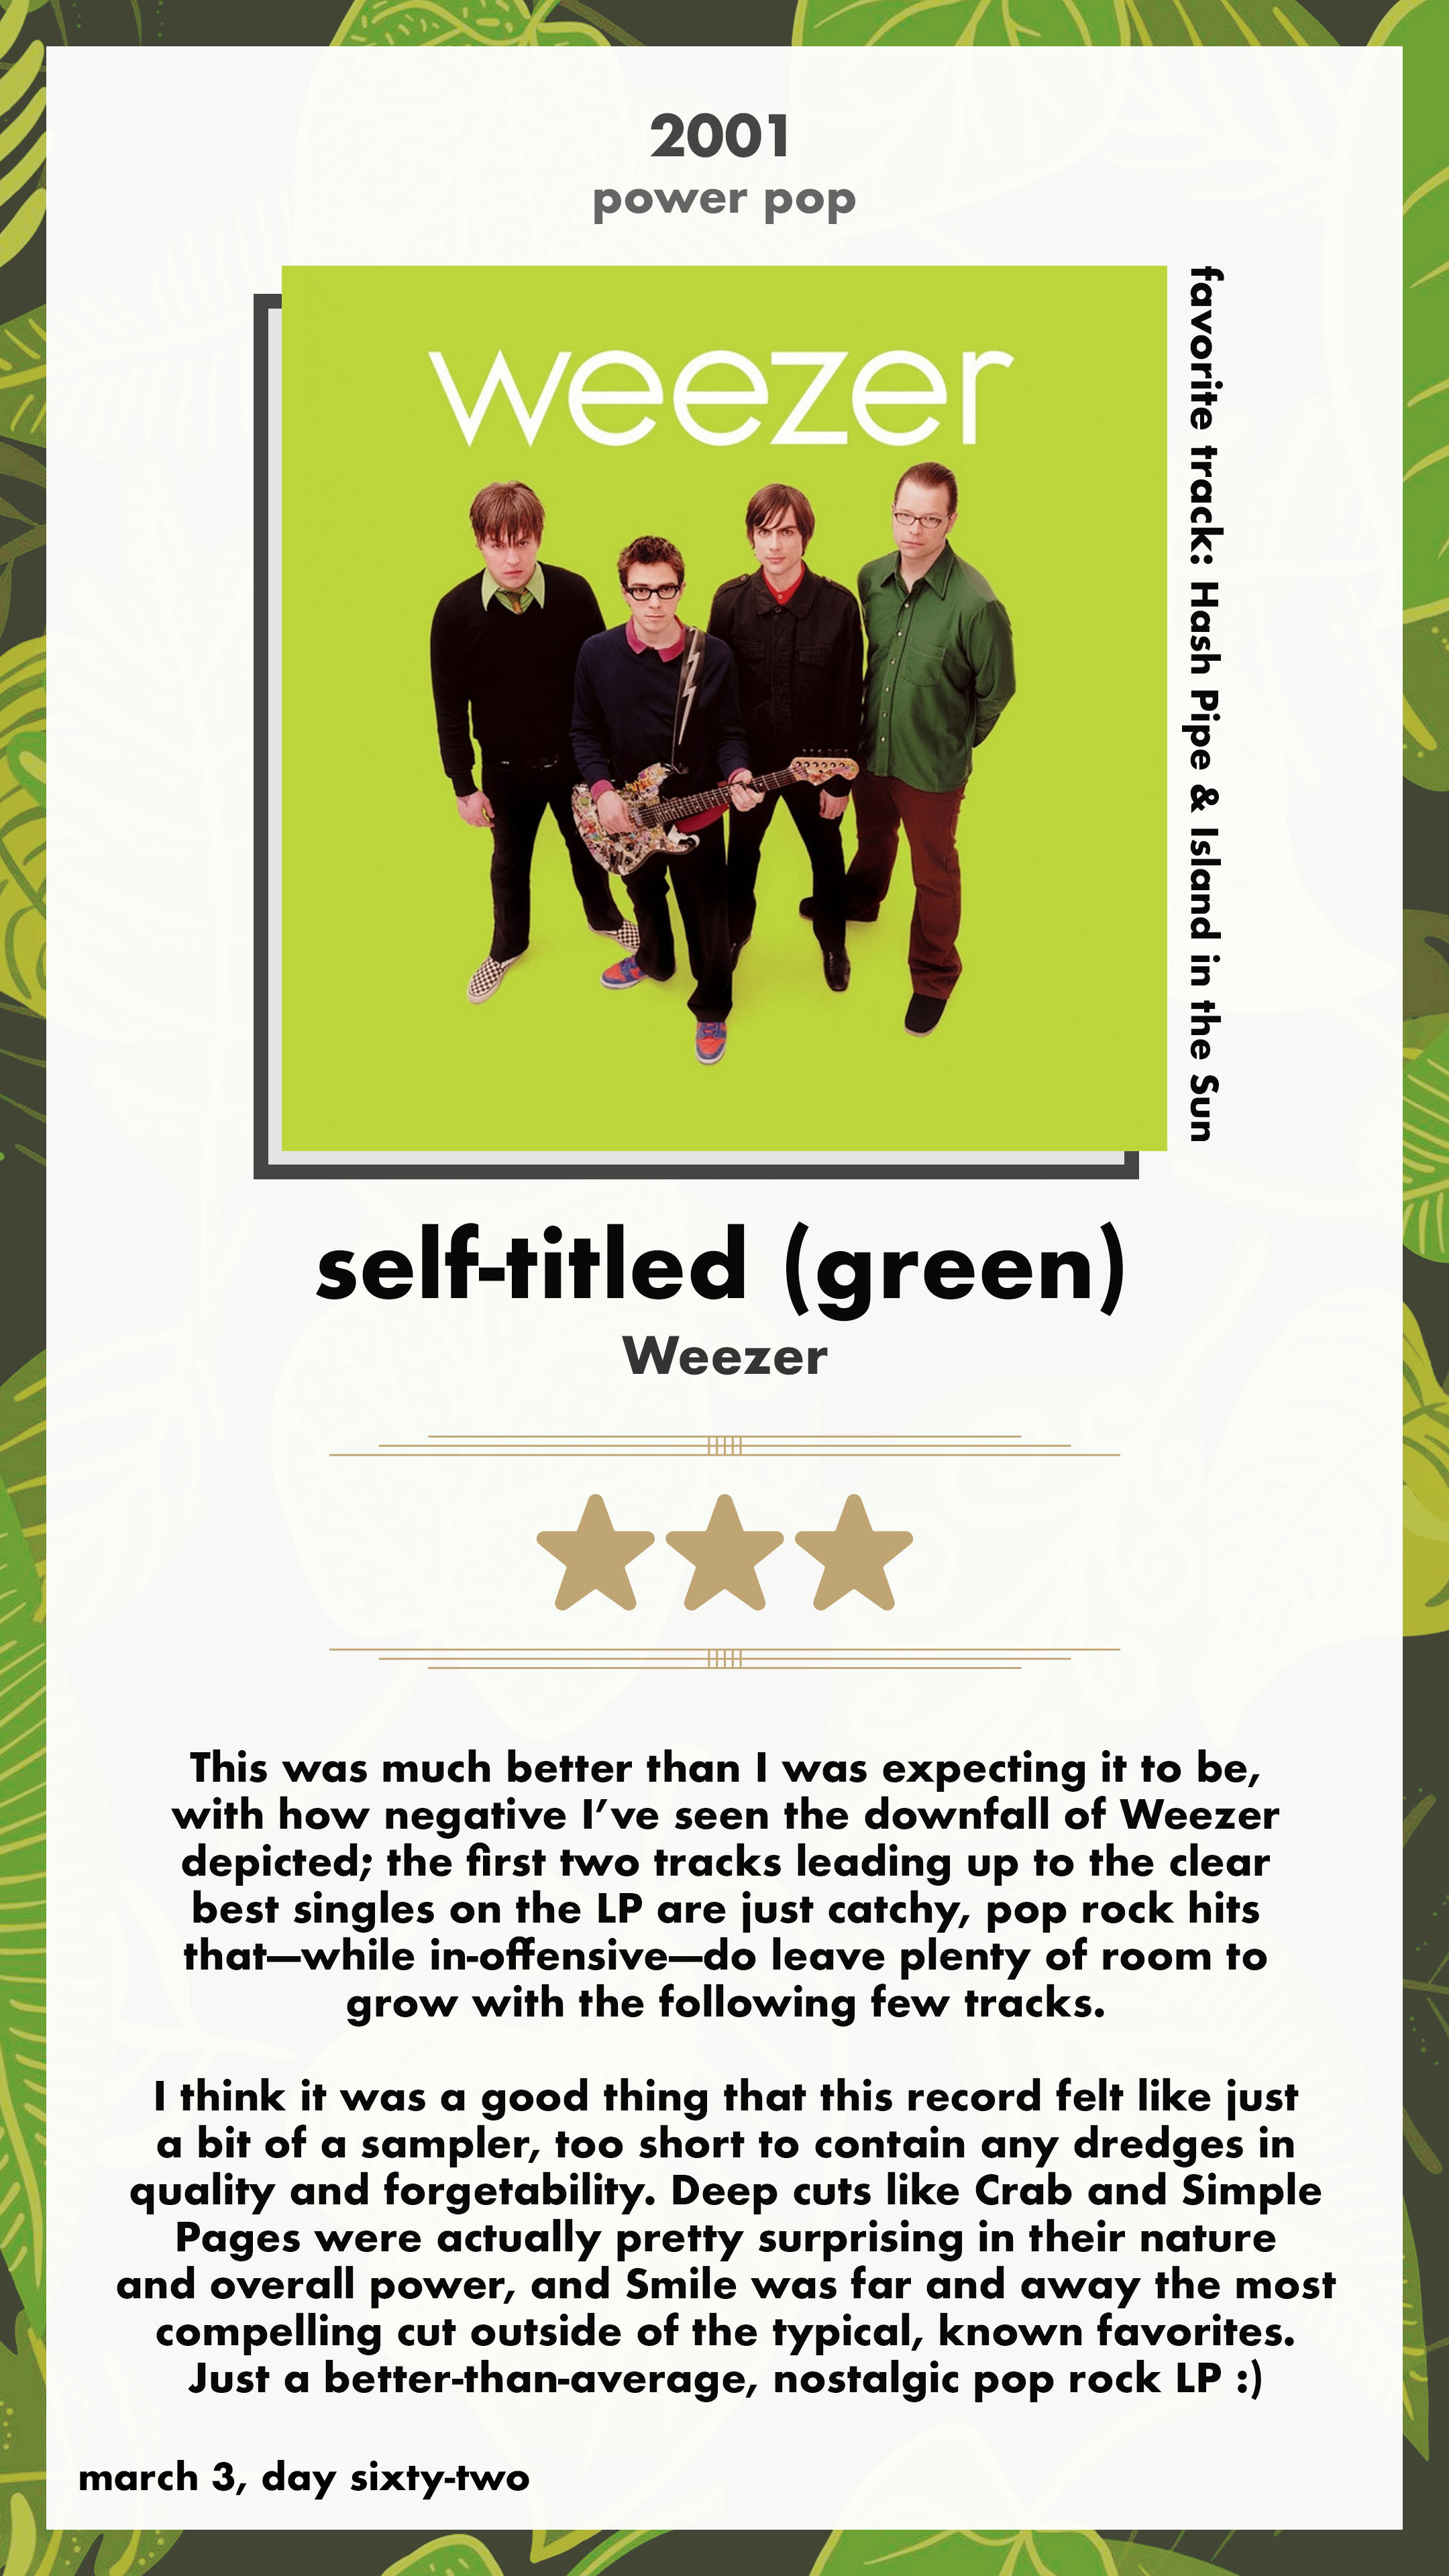 2001
power pop
weezer
favorite track: Hash Pipe & Island in the Sun
self-titled (green)
Weezer
This was much better than I was expecting it to be,
with how negative I’ve seen the downfall of Weezer
depicted; the first two tracks leading up to the clear
best singles on the LP are just catchy, pop rock hits
that—while in-offensive—do leave plenty of room to
grow with the following few tracks.
I think it was a good thing that this record felt like just
a bit of a sampler, too short to contain any dredges in
quality and forgetability. Deep cuts like Crab and Simple
Pages were actually pretty surprising in their nature
and overall power, and Smile was far and away the most
compelling cut outside of the typical, known favorites.
Just a better-than-average, nostalgic pop rock LP :)
march 3, day sixty-two